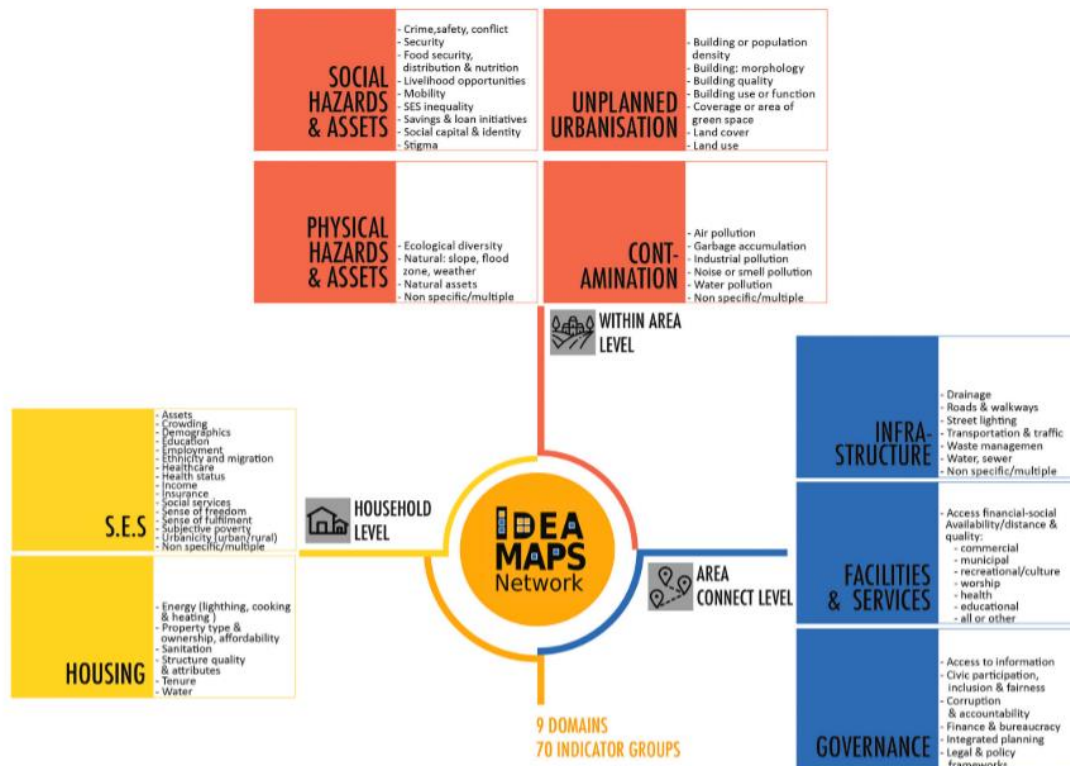 SOCIAL
HAZARDS
& ASSETS
- Crime,safety, conflict
- Security
- Food security,
distribution & nutrition
- Livelihood opportunities
- Mobility
- SES inequality
- Savings & loan initiatives
- Social capital & identity
- Stigma
UNPLANNED
URBANISATION
- Building or population
density
- Building: morphology
- Building quality
- Building use or function
- Coverage or area of
green space
- Land cover
- Land use
PHYSICAL
HAZARDS
& ASSETS
- Ecological diversity
- Natural: slope, flood
zone, weather
- Natural assets
- Non specific/multiple
CONT-
AMINATION
- Air pollution
- Garbage accumulation
- Industrial pollution
- Noise or smell pollution
- Water pollution
- Non specific/multiple
WITHIN AREA
LEVEL
S.E.S
- Assets
- Crowding
- Demographics
- Education
- Employment
- Ethnicity and migration
- Healthcare
- Health status
- Income
- Insurance
- Social services
- Sense of freedom
- Sense of fulfilment
- Subjective poverty
- Urbanicity (urban/rural)
- Non specific/multiple
HOUSING
- Energy (lighthing, cooking
& heating )
- Property type &
ownership, affordability
- Sanitation
- Structure quality
& attributes
- Tenure
- Water
HOUSEHOLD
LEVEL
IDEA
MAPS
Network
AREA
CONNECT LEVEL
INFRA-
STRUCTURE
- Drainage
- Roads & walkways
- Street lighting
- Transportation & traffic
- Waste managemen
- Water, sewer
- Non specific/multiple
FACILITIES
& SERVICES
- Access financial-social
Availability/distance &
quality:
- commercial
- municipal
- recreational/culture
- worship
- health
- educational
- all or other
GOVERNANCE
- Access to information
- Civic participation,
inclusion & fairness
- Corruption
& accountability
- Finance & bureaucracy
- Integrated planning
- Legal & policy
frameworks
9 DOMAINS
70 INDICATOR GROUPS